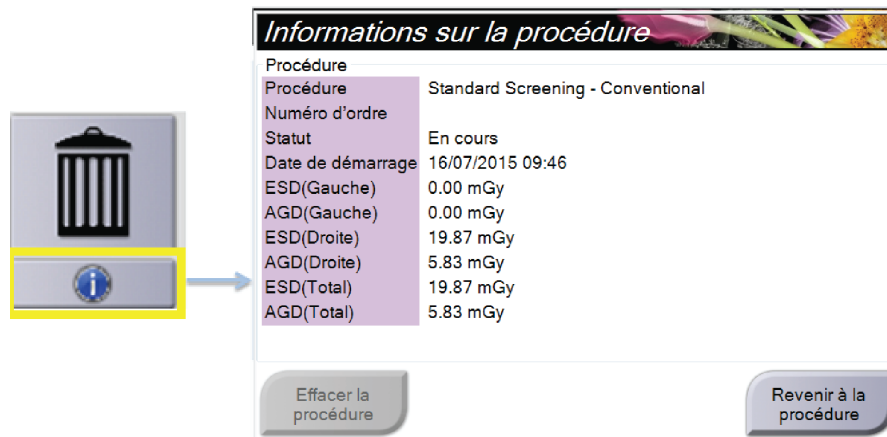 Informations sur la procédure
Procédure
Procédure Standard Screening - Conventional
Numéro d'ordre
Statut En cours
Date de démarrage 16/07/2015 09:46
ESD(Gauche) 0.00 mGy
AGD(Gauche) 0.00 mGy
ESD(Droite) 19.87 mGy
AGD(Droite) 5.83 mGy
ESD(Total) 19.87 mGy
AGD(Total) 5.83 mGy
Effacer la
procédure
Revenir à la
procédure